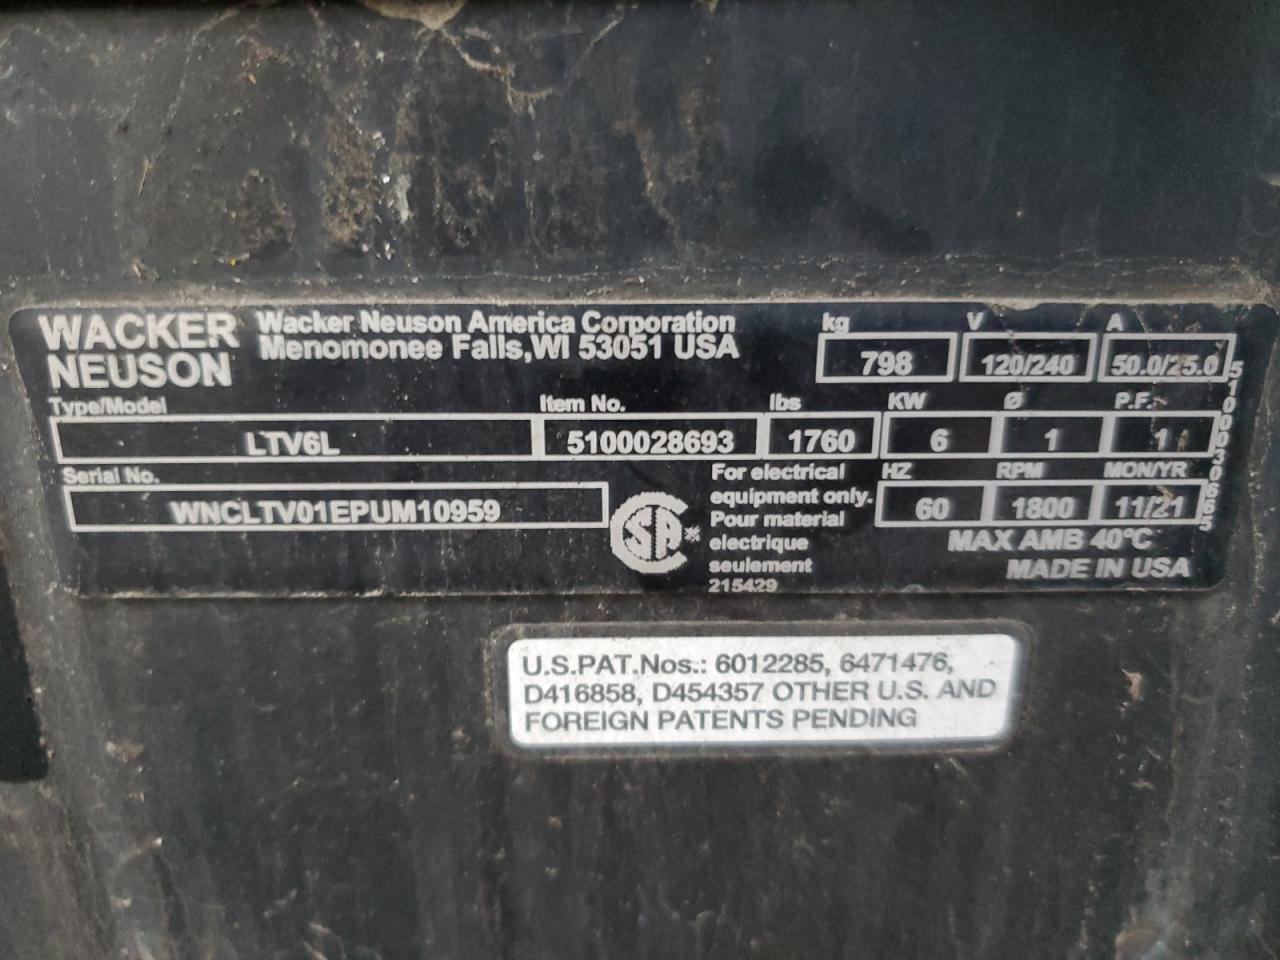 WACKER
NEUSON
Wacker Neuson America Corporation
Menomonee Falls,WI 53051 USA
kg V A
798 120/240 50.0/25.0
Type/Model Item No. lbs KW Ø P.F.
LTV6L 5100028693 1760 6 1 1
Serial No. HZ RPM MON/YR
WNCLTV01EPUM10959 60 1800 11/21
CSA
For electrical
equipment only.
Pour material
electrique
seulement
215429
MAX AMB 40°C
MADE IN USA
5100030665
U.S.PAT.Nos.: 6012285, 6471476,
D416858, D454357 OTHER U.S. AND
FOREIGN PATENTS PENDING